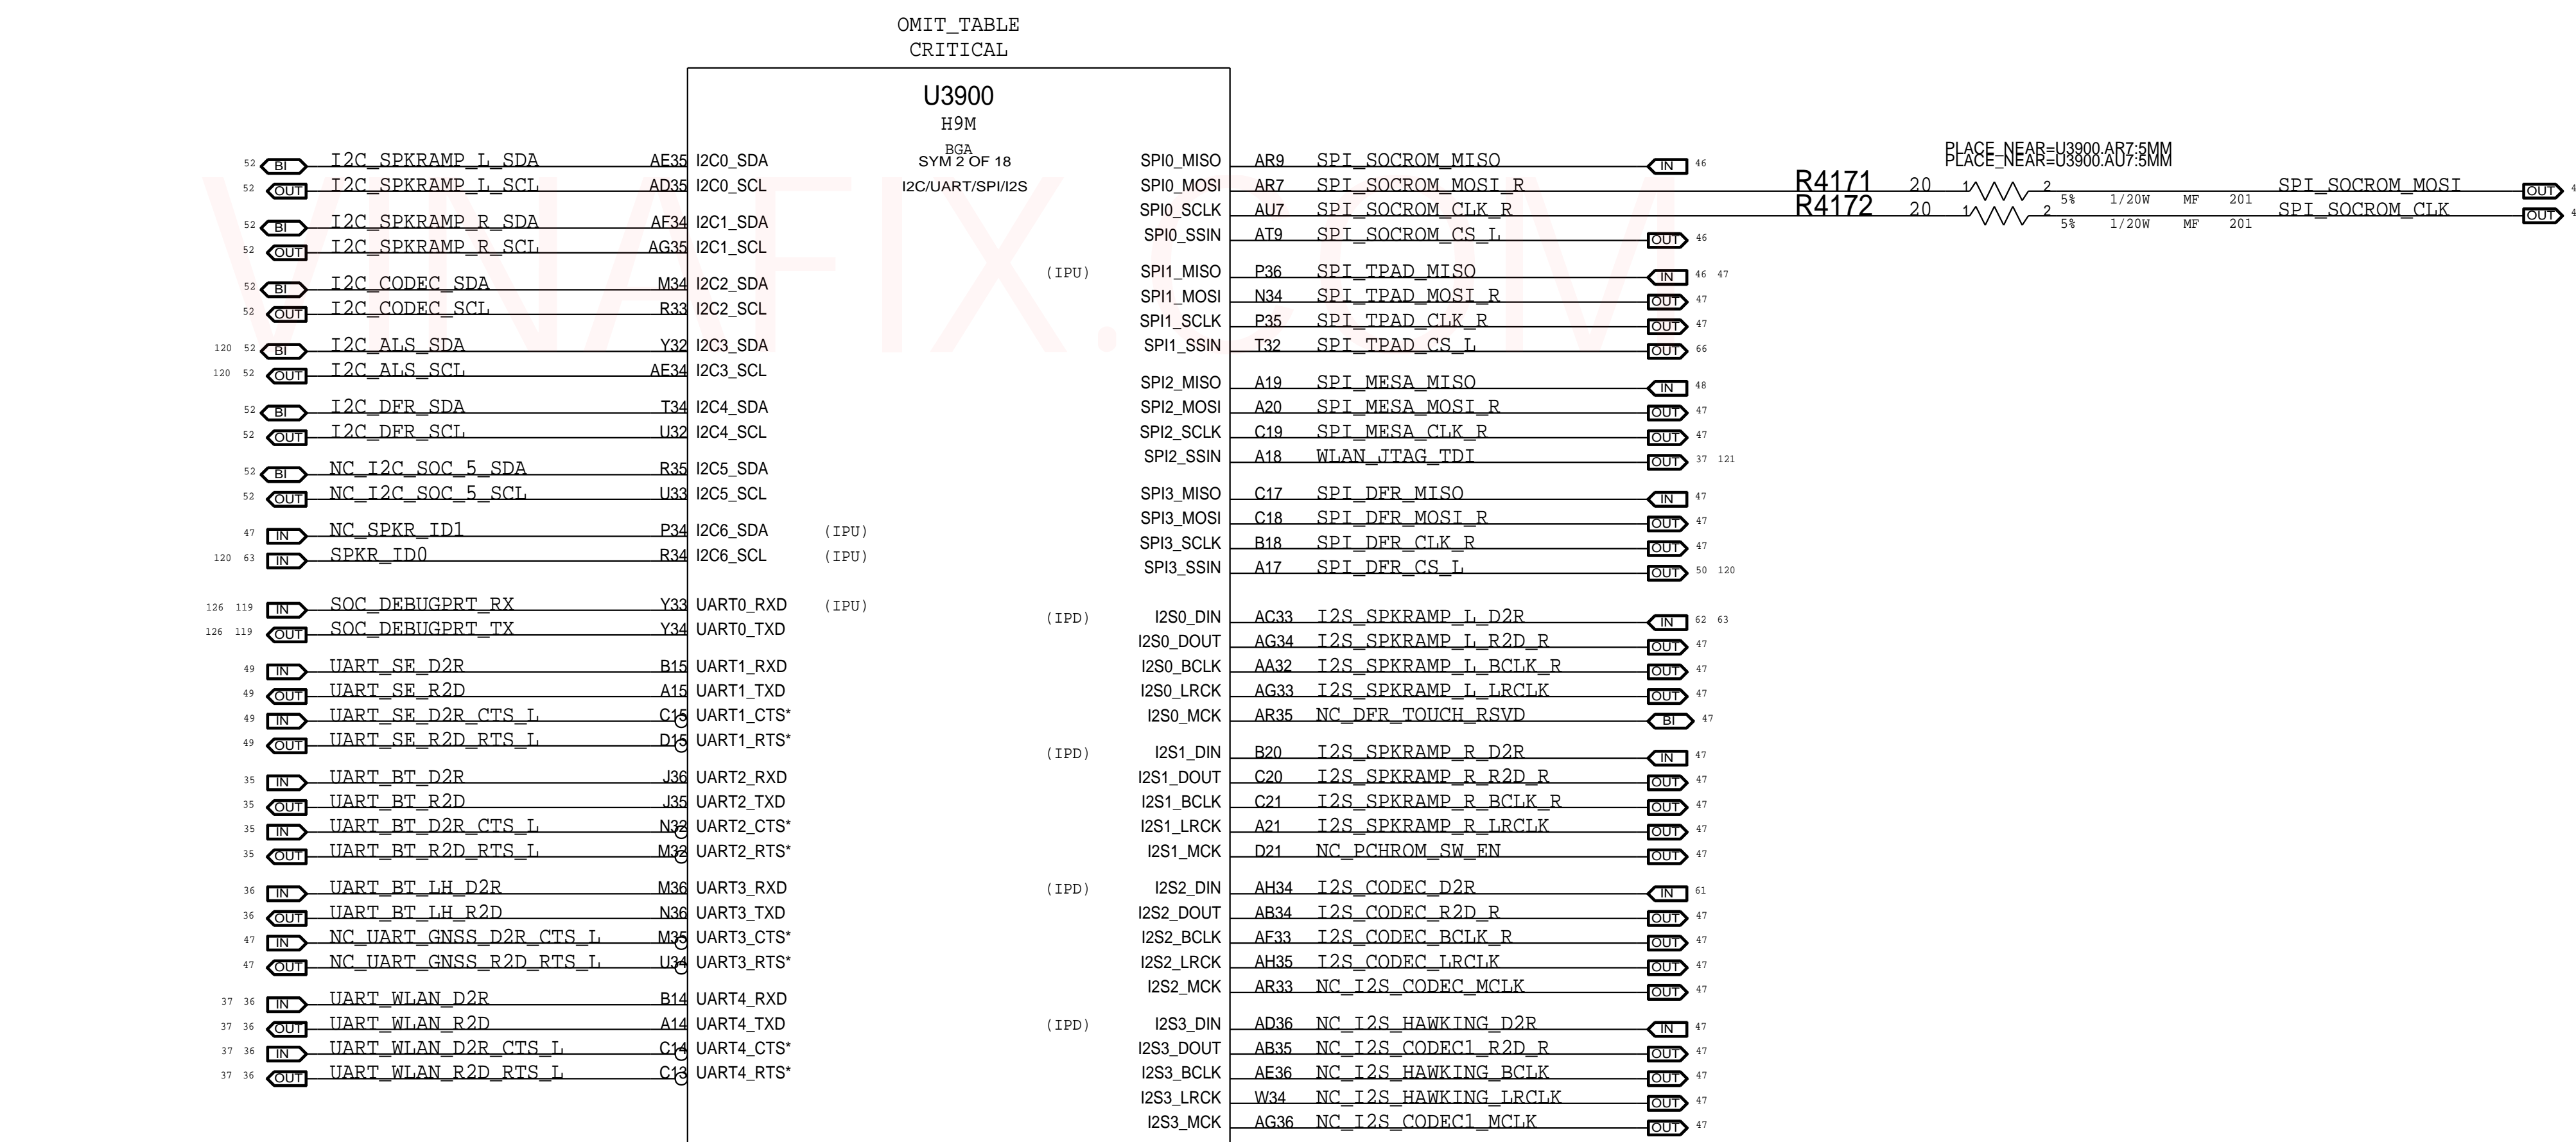 OMIT_TABLE
CRITICAL
U3900
H9M
BGA
SYM 2 OF 18
I2C/UART/SPI/I2S
52 BI I2C_SPKRAMP_L_SDA AE35 I2C0_SDA
52 OUT I2C_SPKRAMP_L_SCL AD35 I2C0_SCL
52 BI I2C_SPKRAMP_R_SDA AF34 I2C1_SDA
52 OUT I2C_SPKRAMP_R_SCL AG35 I2C1_SCL
52 BI I2C_CODEC_SDA M34 I2C2_SDA
52 OUT I2C_CODEC_SCL R33 I2C2_SCL
120 52 BI I2C_ALS_SDA Y32 I2C3_SDA
120 52 OUT I2C_ALS_SCL AE34 I2C3_SCL
52 BI I2C_DFR_SDA T34 I2C4_SDA
52 OUT I2C_DFR_SCL U32 I2C4_SCL
52 BI NC_I2C_SOC_5_SDA R35 I2C5_SDA
52 OUT NC_I2C_SOC_5_SCL U33 I2C5_SCL
47 IN NC_SPKR_ID1 P34 I2C6_SDA (IPU)
120 63 IN SPKR_ID0 R34 I2C6_SCL (IPU)
126 119 IN SOC_DEBUGPRT_RX Y33 UART0_RXD (IPU)
126 119 OUT SOC_DEBUGPRT_TX Y34 UART0_TXD
49 IN UART_SE_D2R B15 UART1_RXD
49 OUT UART_SE_R2D A15 UART1_TXD
49 IN UART_SE_D2R_CTS_L C15 UART1_CTS*
49 OUT UART_SE_R2D_RTS_L D15 UART1_RTS*
35 IN UART_BT_D2R J36 UART2_RXD
35 OUT UART_BT_R2D J35 UART2_TXD
35 IN UART_BT_D2R_CTS_L N32 UART2_CTS*
35 OUT UART_BT_R2D_RTS_L M32 UART2_RTS*
36 IN UART_BT_LH_D2R M36 UART3_RXD
36 OUT UART_BT_LH_R2D N36 UART3_TXD
47 IN NC_UART_GNSS_D2R_CTS_L M35 UART3_CTS*
47 OUT NC_UART_GNSS_R2D_RTS_L U34 UART3_RTS*
37 36 IN UART_WLAN_D2R B14 UART4_RXD
37 36 OUT UART_WLAN_R2D A14 UART4_TXD
37 36 IN UART_WLAN_D2R_CTS_L C14 UART4_CTS*
37 36 OUT UART_WLAN_R2D_RTS_L C13 UART4_RTS*
SPI0_MISO AR9 SPI_SOCROM_MISO IN 46
SPI0_MOSI AR7 SPI_SOCROM_MOSI_R
SPI0_SCLK AU7 SPI_SOCROM_CLK_R
SPI0_SSIN AT9 SPI_SOCROM_CS_L OUT 46
(IPU) SPI1_MISO P36 SPI_TPAD_MISO IN 46 47
SPI1_MOSI N34 SPI_TPAD_MOSI_R OUT 47
SPI1_SCLK P35 SPI_TPAD_CLK_R OUT 47
SPI1_SSIN T32 SPI_TPAD_CS_L OUT 66
SPI2_MISO A19 SPI_MESA_MISO IN 48
SPI2_MOSI A20 SPI_MESA_MOSI_R OUT 47
SPI2_SCLK C19 SPI_MESA_CLK_R OUT 47
SPI2_SSIN A18 WLAN_JTAG_TDI OUT 37 121
SPI3_MISO C17 SPI_DFR_MISO IN 47
SPI3_MOSI C18 SPI_DFR_MOSI_R OUT 47
SPI3_SCLK B18 SPI_DFR_CLK_R OUT 47
SPI3_SSIN A17 SPI_DFR_CS_L OUT 50 120
(IPD) I2S0_DIN AC33 I2S_SPKRAMP_L_D2R IN 62 63
I2S0_DOUT AG34 I2S_SPKRAMP_L_R2D_R OUT 47
I2S0_BCLK AA32 I2S_SPKRAMP_L_BCLK_R OUT 47
I2S0_LRCK AG33 I2S_SPKRAMP_L_LRCLK OUT 47
I2S0_MCK AR35 NC_DFR_TOUCH_RSVD BI 47
(IPD) I2S1_DIN B20 I2S_SPKRAMP_R_D2R IN 47
I2S1_DOUT C20 I2S_SPKRAMP_R_R2D_R OUT 47
I2S1_BCLK C21 I2S_SPKRAMP_R_BCLK_R OUT 47
I2S1_LRCK A21 I2S_SPKRAMP_R_LRCLK OUT 47
I2S1_MCK D21 NC_PCHROM_SW_EN OUT 47
(IPD) I2S2_DIN AH34 I2S_CODEC_D2R IN 61
I2S2_DOUT AB34 I2S_CODEC_R2D_R OUT 47
I2S2_BCLK AF33 I2S_CODEC_BCLK_R OUT 47
I2S2_LRCK AH35 I2S_CODEC_LRCLK OUT 47
I2S2_MCK AR33 NC_I2S_CODEC_MCLK OUT 47
(IPD) I2S3_DIN AD36 NC_I2S_HAWKING_D2R IN 47
I2S3_DOUT AB35 NC_I2S_CODEC1_R2D_R OUT 47
I2S3_BCLK AE36 NC_I2S_HAWKING_BCLK OUT 47
I2S3_LRCK W34 NC_I2S_HAWKING_LRCLK OUT 47
I2S3_MCK AG36 NC_I2S_CODEC1_MCLK OUT 47
PLACE_NEAR=U3900.AR7:5MM
PLACE_NEAR=U3900.AU7:5MM
R4171 20 1 2 SPI_SOCROM_MOSI OUT
5% 1/20W MF 201
R4172 20 1 2 SPI_SOCROM_CLK OUT
5% 1/20W MF 201
VINAFIX.COM